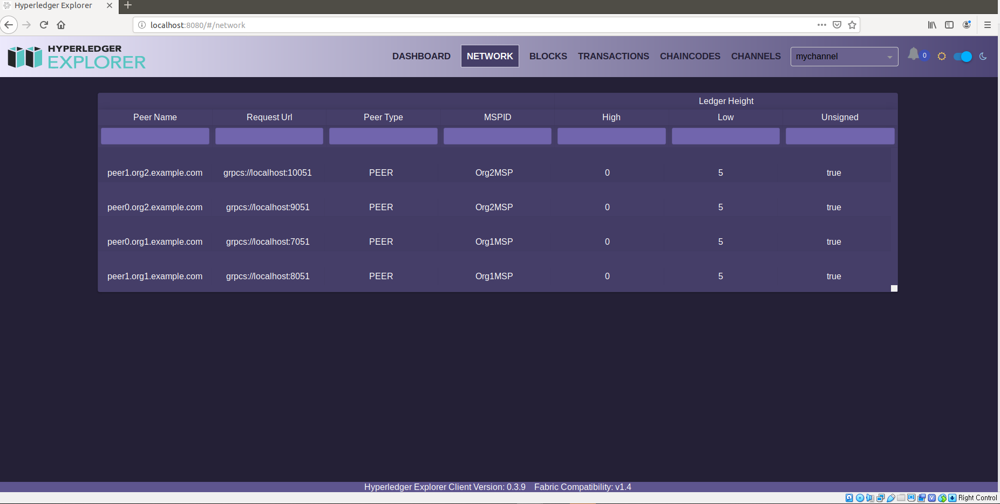 Hyperledger Explorer
localhost:8080/#/network
HYPERLEDGER
EXPLORER
DASHBOARD NETWORK BLOCKS TRANSACTIONS CHAINCODES CHANNELS mychannel 0
Ledger Height
Peer Name Request Url Peer Type MSPID High Low Unsigned
peer1.org2.example.com grpcs://localhost:10051 PEER Org2MSP 0 5 true
peer0.org2.example.com grpcs://localhost:9051 PEER Org2MSP 0 5 true
peer0.org1.example.com grpcs://localhost:7051 PEER Org1MSP 0 5 true
peer1.org1.example.com grpcs://localhost:8051 PEER Org1MSP 0 5 true
Hyperledger Explorer Client Version: 0.3.9 Fabric Compatibility: v1.4
Right Control